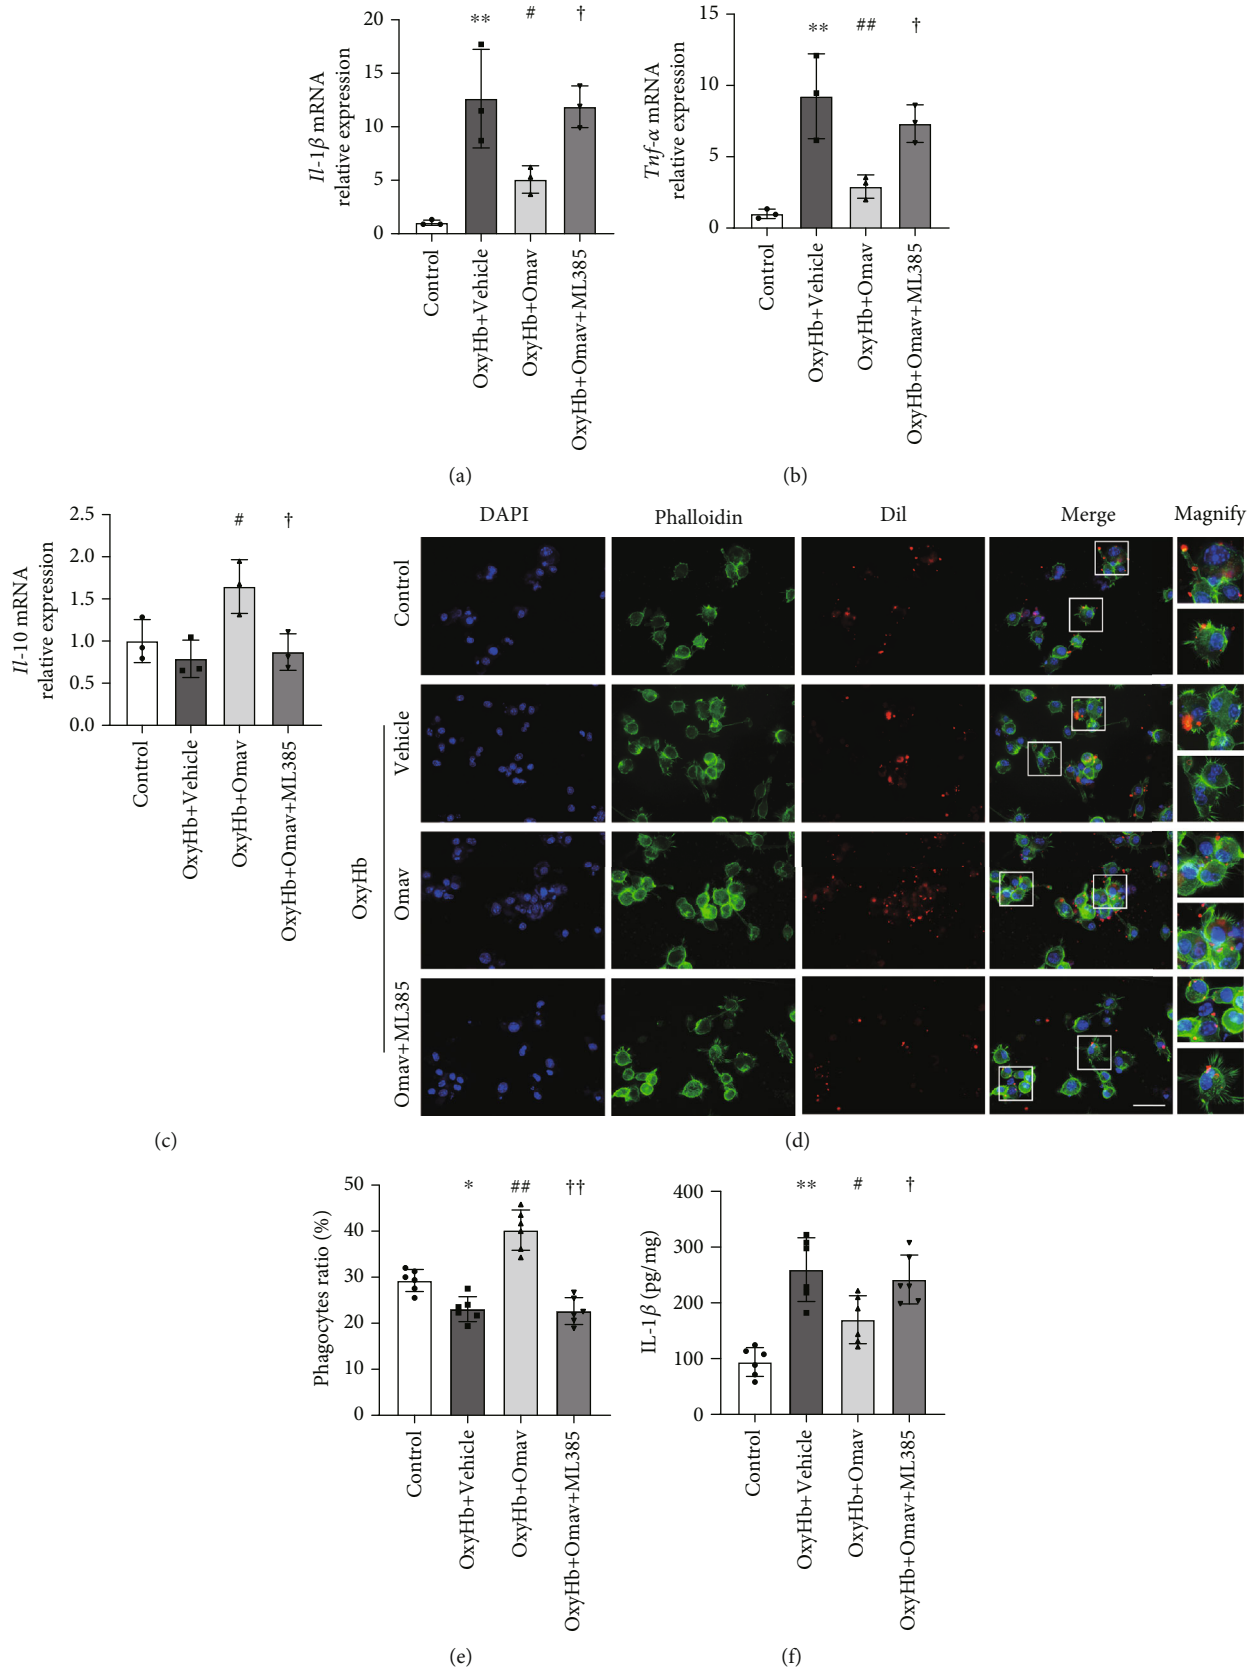 Il-1β mRNA
relative expression
20
15
10
5
0
**
#
†
Control
OxyHb+Vehicle
OxyHb+Omav
OxyHb+Omav+ML385
(a)
Tnf-α mRNA
relative expression
15
10
5
0
**
##
†
Control
OxyHb+Vehicle
OxyHb+Omav
OxyHb+Omav+ML385
(b)
Il-10 mRNA
relative expression
2.5
2.0
1.5
1.0
0.5
0.0
#
†
Control
OxyHb+Vehicle
OxyHb+Omav
OxyHb+Omav+ML385
(c)
DAPI
Phalloidin
Dil
Merge
Magnify
Control
OxyHb
Vehicle
Omav
Omav+ML385
(d)
Phagocytes ratio (%)
50
40
30
20
10
0
*
##
††
Control
OxyHb+Vehicle
OxyHb+Omav
OxyHb+Omav+ML385
(e)
IL-1β (pg/mg)
400
300
200
100
0
**
#
†
Control
OxyHb+Vehicle
OxyHb+Omav
OxyHb+Omav+ML385
(f)